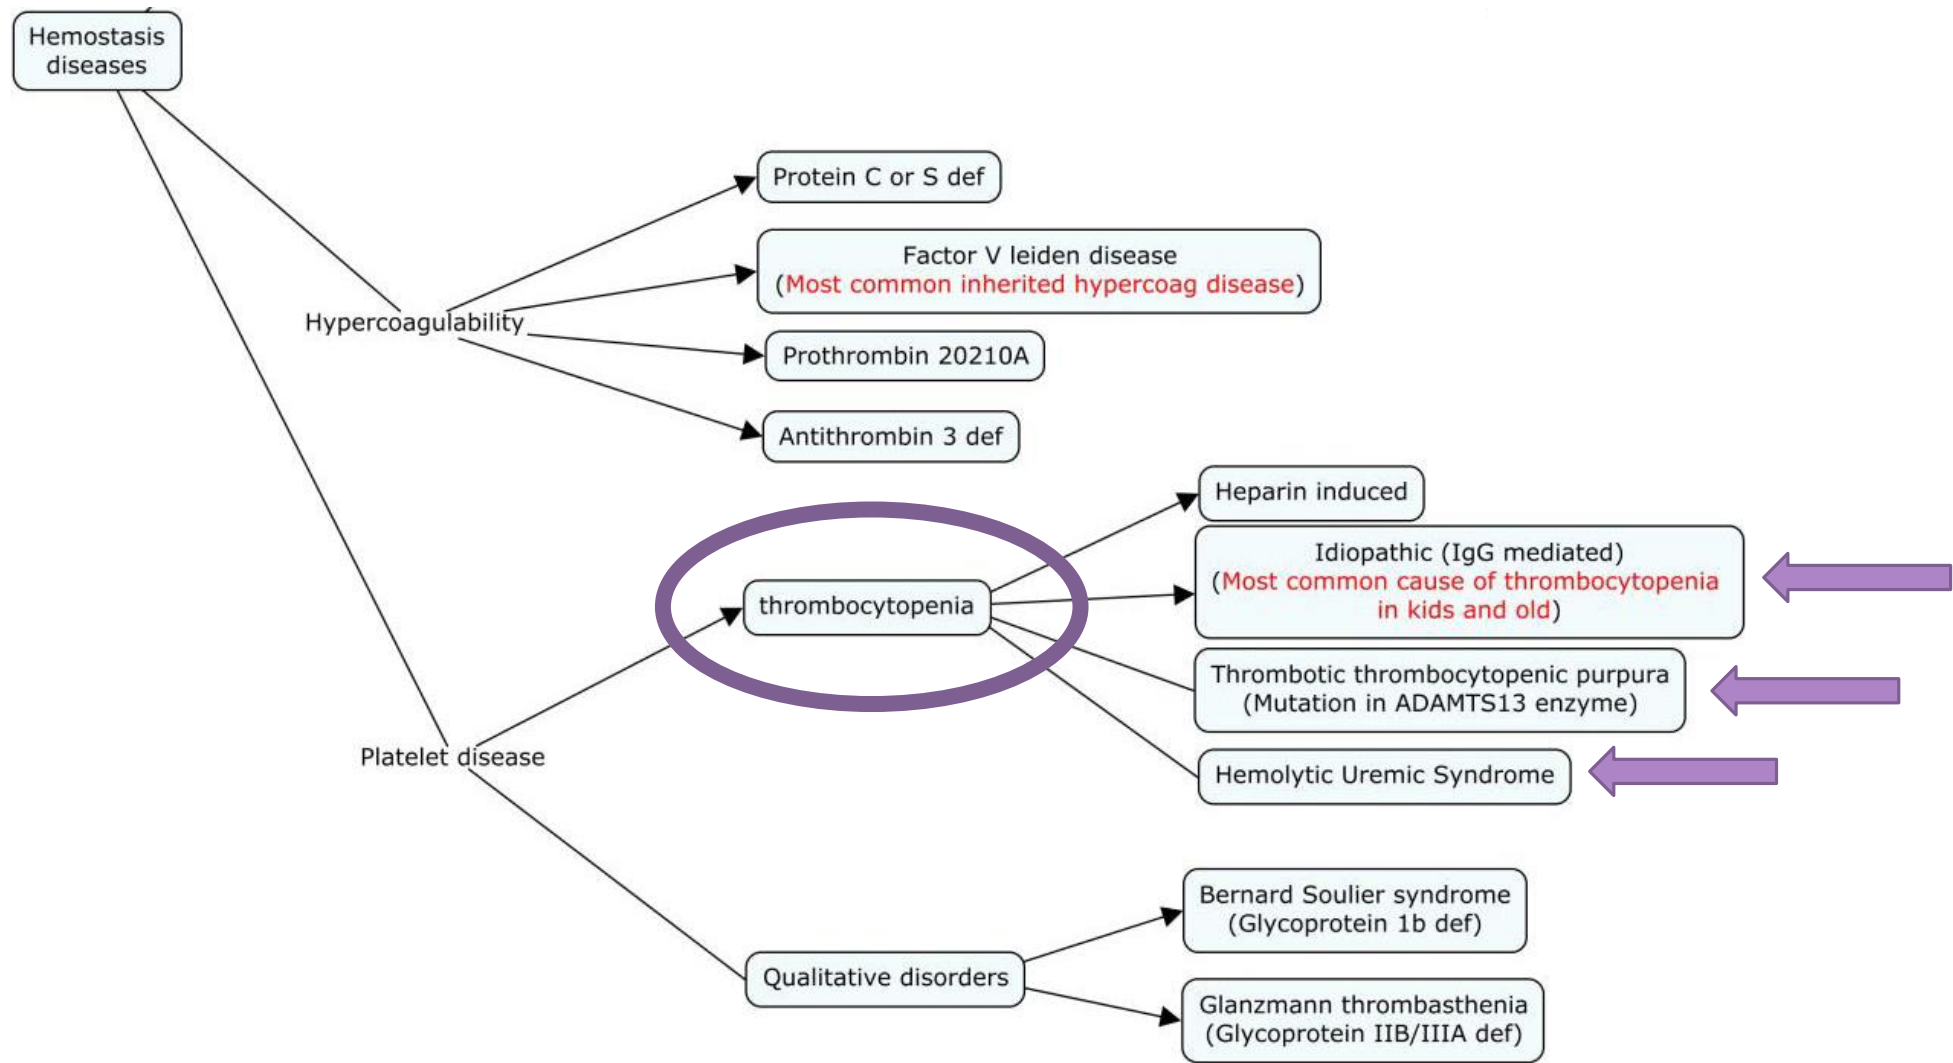 Hemostasis
diseases
Hypercoagulability
Protein C or S def
Factor V leiden disease
(Most common inherited hypercoag disease)
Prothrombin 20210A
Antithrombin 3 def
Platelet disease
thrombocytopenia
Heparin induced
Idiopathic (IgG mediated)
(Most common cause of thrombocytopenia
in kids and old)
Thrombotic thrombocytopenic purpura
(Mutation in ADAMTS13 enzyme)
Hemolytic Uremic Syndrome
Qualitative disorders
Bernard Soulier syndrome
(Glycoprotein 1b def)
Glanzmann thrombasthenia
(Glycoprotein IIB/IIIA def)